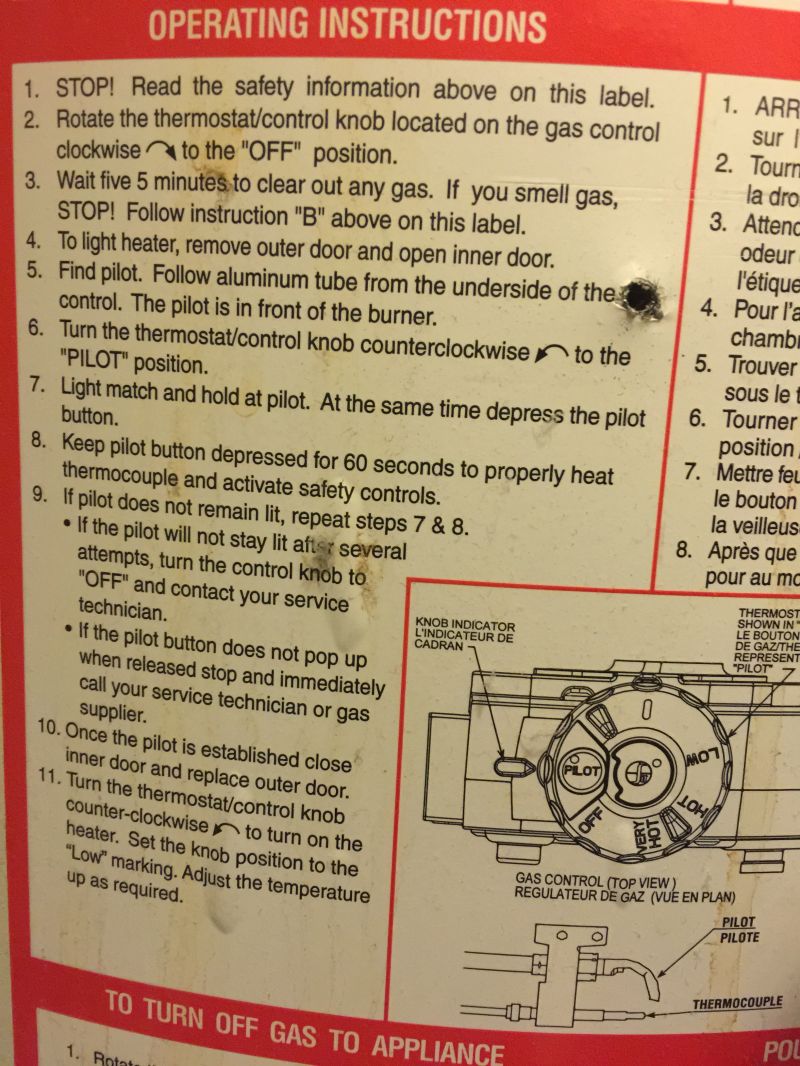 OPERATING INSTRUCTIONS
1. STOP! Read the safety information above on this label.
2. Rotate the thermostat/control knob located on the gas control
clockwise to the "OFF" position.
3. Wait five 5 minutes to clear out any gas. If you smell gas,
STOP! Follow instruction "B" above on this label.
4. To light heater, remove outer door and open inner door.
5. Find pilot. Follow aluminum tube from the underside of the
control. The pilot is in front of the burner.
6. Turn the thermostat/control knob counterclockwise to the
"PILOT" position.
7. Light match and hold at pilot. At the same time depress the pilot
button.
8. Keep pilot button depressed for 60 seconds to properly heat
thermocouple and activate safety controls.
9. If pilot does not remain lit, repeat steps 7 & 8.
• If the pilot will not stay lit after several
attempts, turn the control knob to
"OFF" and contact your service
technician.
• If the pilot button does not pop up
when released stop and immediately
call your service technician or gas
supplier.
10. Once the pilot is established close
inner door and replace outer door.
11. Turn the thermostat/control knob
counter-clockwise to turn on the
heater. Set the knob position to the
"Low" marking. Adjust the temperature
up as required.
1. ARR
sur l
2. Tourn
la dro
3. Attend
odeur
l'étique
4. Pour l'a
chambr
5. Trouver
sous le t
6. Tourner
position
7. Mettre feu
le bouton
la veilleus
8. Après que
pour au mo
KNOB INDICATOR
L'INDICATEUR DE
CADRAN
THERMOST
SHOWN IN "
LE BOUTON
DE GAZ/THE
REPRESENT
"PILOT"
PILOT
OFF
VERY
HOT
HOT
LOW
GAS CONTROL (TOP VIEW)
REGULATEUR DE GAZ (VUE EN PLAN)
PILOT
PILOTE
THERMOCOUPLE
TO TURN OFF GAS TO APPLIANCE
POU
1. Rotat